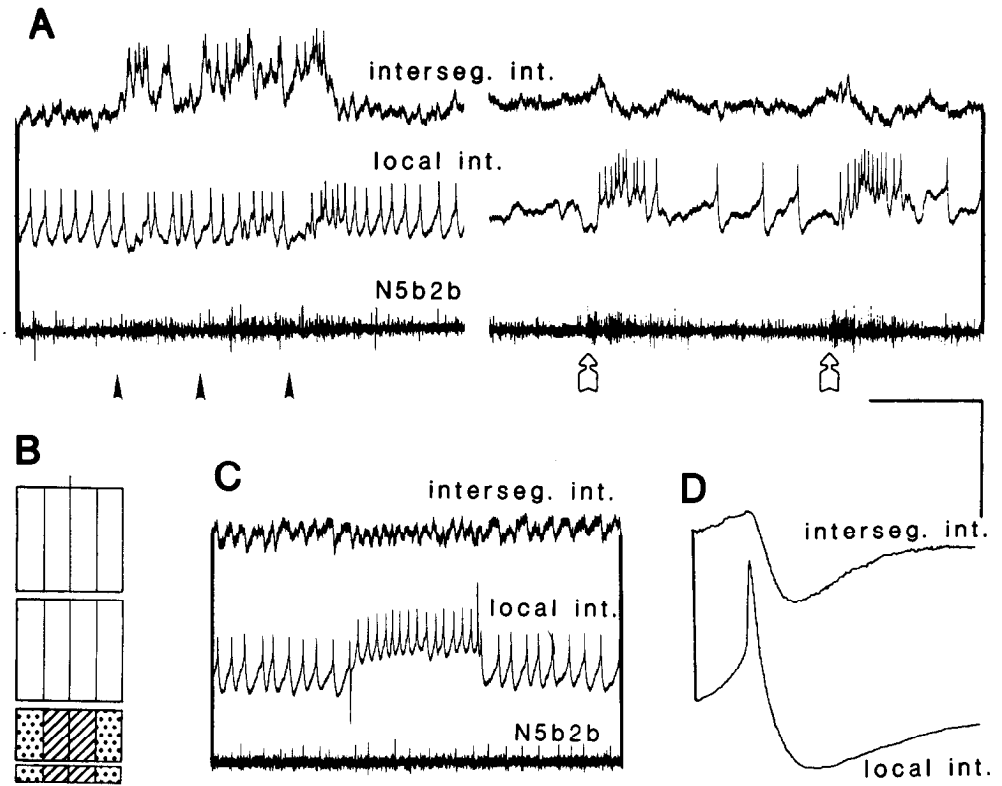 A
interseg. int.
local int.
N5b2b
B
C
interseg. int.
local int.
N5b2b
D
interseg. int.
local int.